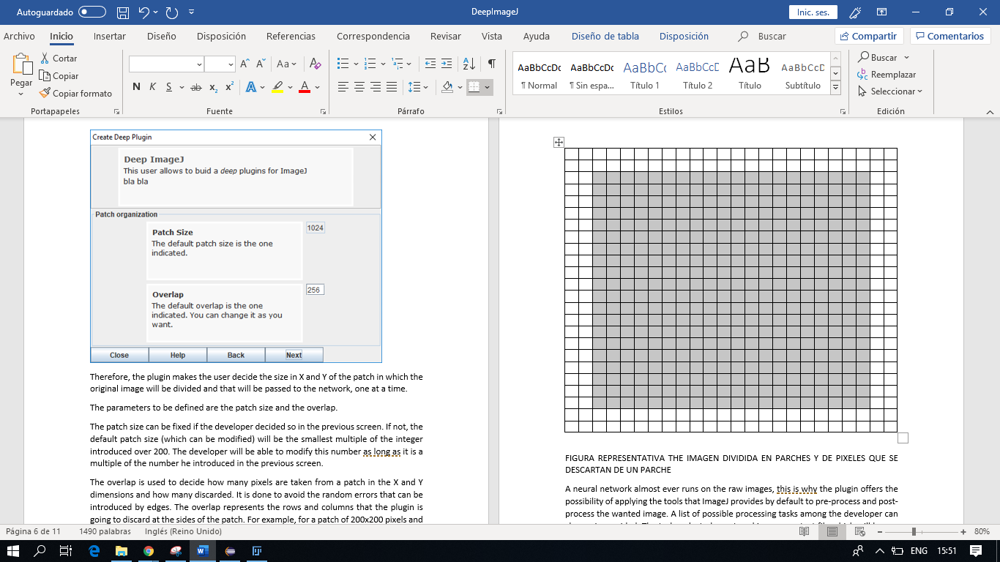 Autoguardado
DeepImageJ
Inic. ses.
Archivo Inicio Insertar Diseño Disposición Referencias Correspondencia Revisar Vista Ayuda Diseño de tabla Disposición Buscar Compartir Comentarios
Pegar
Cortar
Copiar
Copiar formato
Portapapeles
Aa
N K S ab x₂ x² A A
Fuente
Párrafo
AaBbCcDc AaBbCcDc AaBbCc AaBbCcD AaB AaBbCcD
¶ Normal ¶ Sin espa... Título 1 Título 2 Título Subtítulo
Estilos
Buscar
Reemplazar
Seleccionar
Edición
Create Deep Plugin
Deep ImageJ
This user allows to buid a deep plugins for ImageJ
bla bla
Patch organization
Patch Size
The default patch size is the one
indicated.
1024
Overlap
The default overlap is the one
indicated. You can change it as you
want.
256
Close Help Back Next
Therefore, the plugin makes the user decide the size in X and Y of the patch in which the
original image will be divided and that will be passed to the network, one at a time.
The parameters to be defined are the patch size and the overlap.
The patch size can be fixed if the developer decided so in the previous screen. If not, the
default patch size (which can be modified) will be the smallest multiple of the integer
introduced over 200. The developer will be able to modify this number as long as it is a
multiple of the number he introduced in the previous screen.
The overlap is used to decide how many pixels are taken from a patch in the X and Y
dimensions and how many discarded. It is done to avoid the random errors that can be
introduced by edges. The overlap represents the rows and columns that the plugin is
going to discard at the sides of the patch. For example, for a patch of 200x200 pixels and
FIGURA REPRESENTATIVA THE IMAGEN DIVIDIDA EN PARCHES Y DE PIXELES QUE SE
DESCARTAN DE UN PARCHE
A neural network almost ever runs on the raw images, this is why the plugin offers the
possibility of applying the tools that ImageJ provides by default to pre-process and post-
process the wanted image. A list of possible processing tasks among the developer can
Página 6 de 11 1490 palabras Inglés (Reino Unido)
80%
ENG 15:51